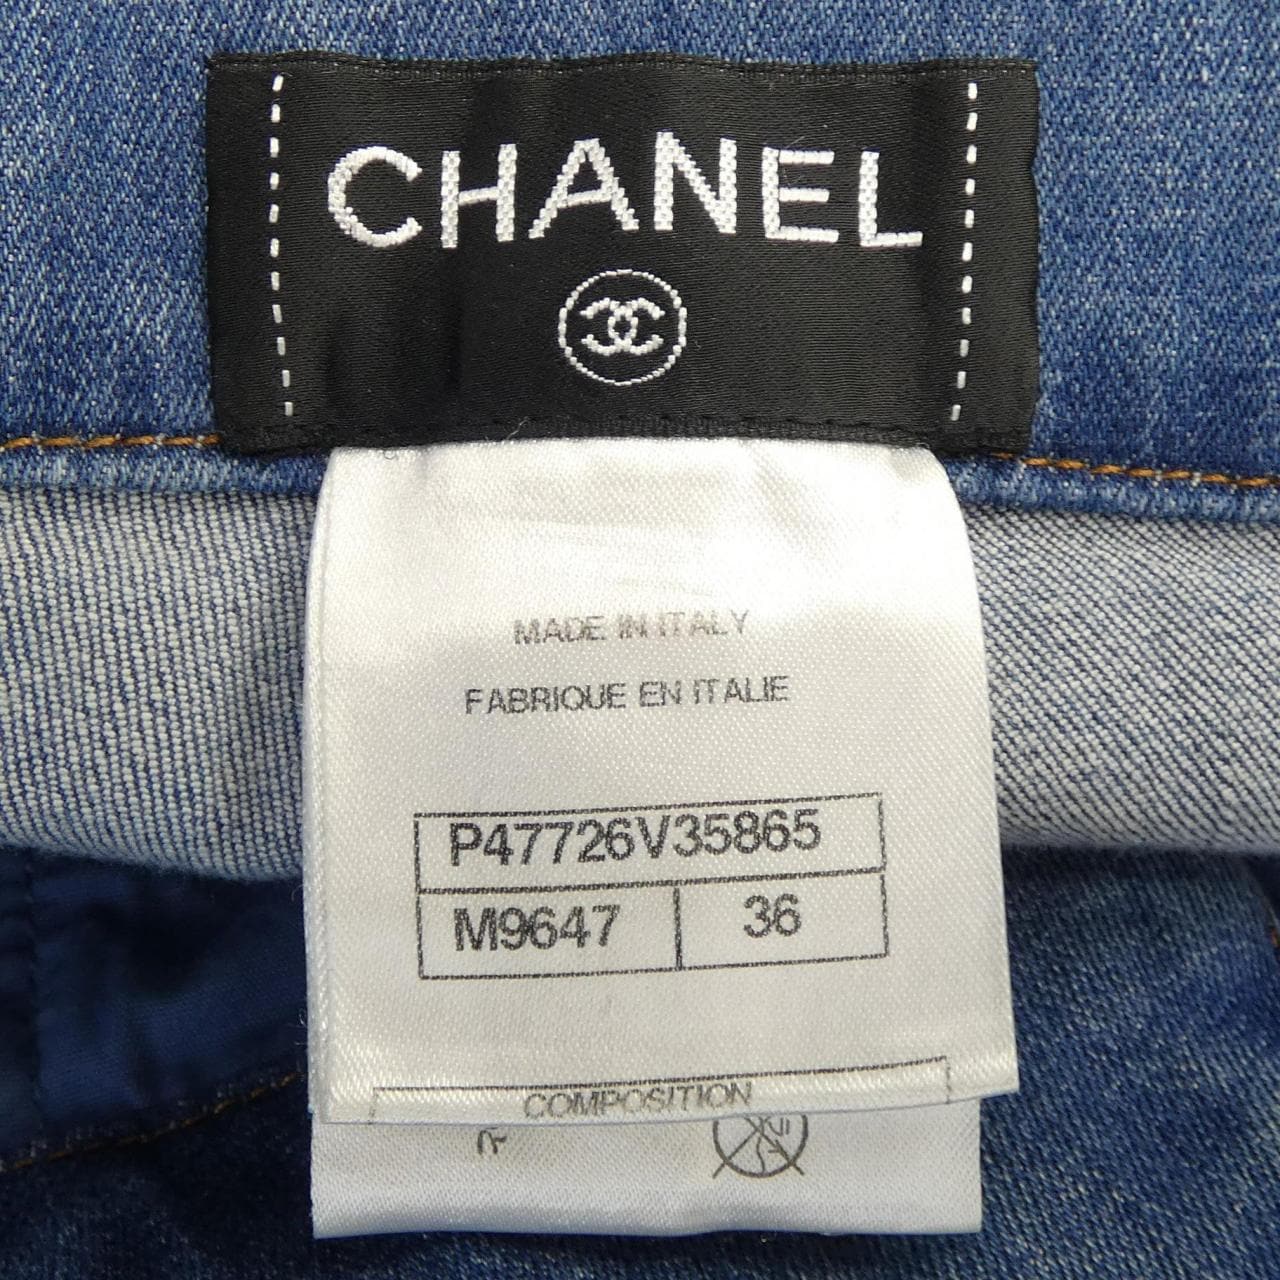 CHANEL
MADE IN ITALY
FABRIQUE EN ITALIE
P47726V35865
M9647 36
COMPOSITION